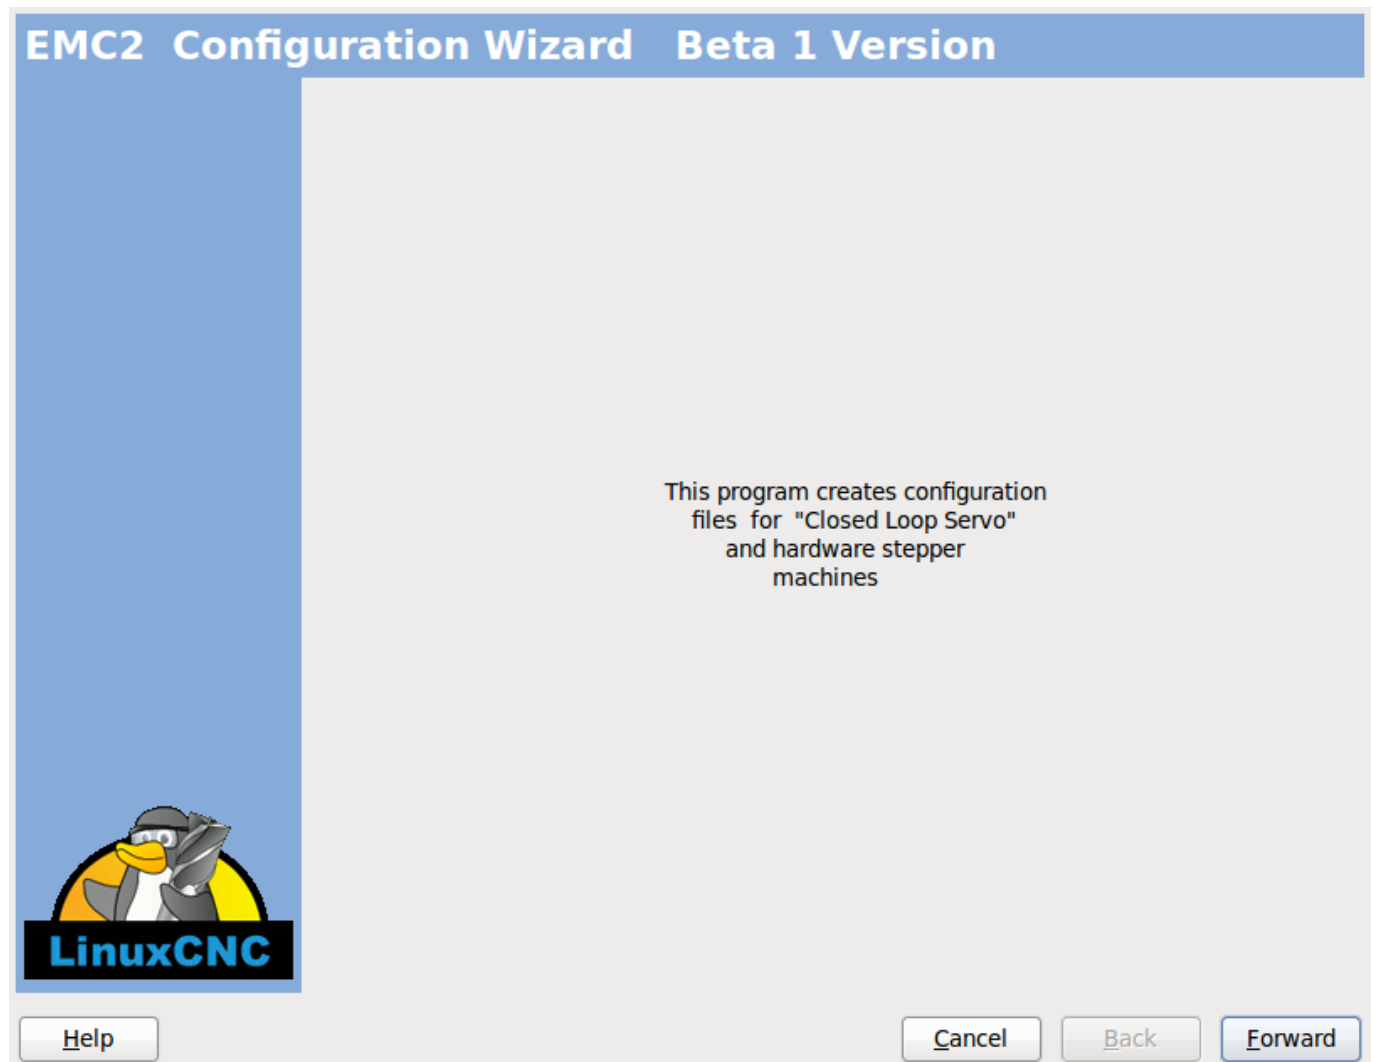 EMC2  Configuration Wizard   Beta 1 Version
This program creates configuration
files  for  "Closed Loop Servo"
and hardware stepper
machines
LinuxCNC
Help
Cancel
Back
Forward